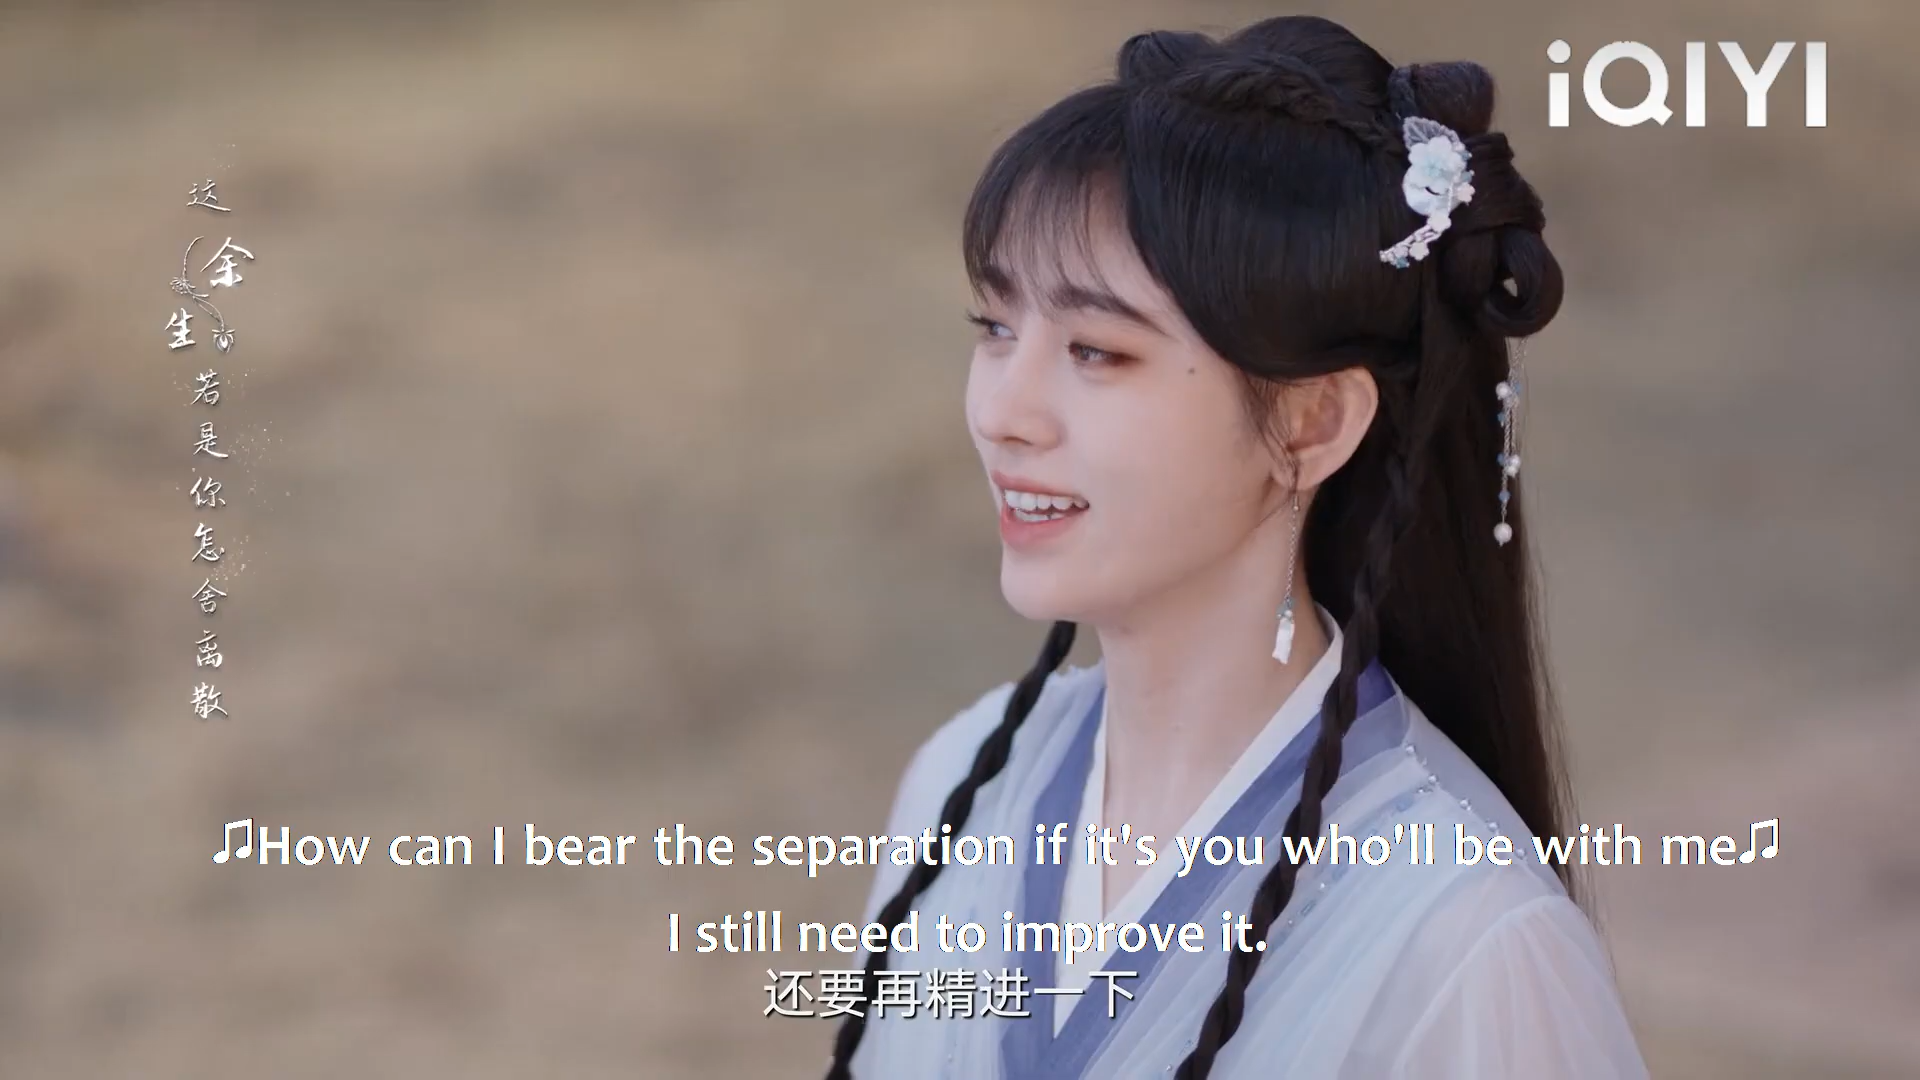 iQIYI
这余生若是你怎舍离散
♫How can I bear the separation if it's you who'll be with me♫
I still need to improve it.
还要再精进一下